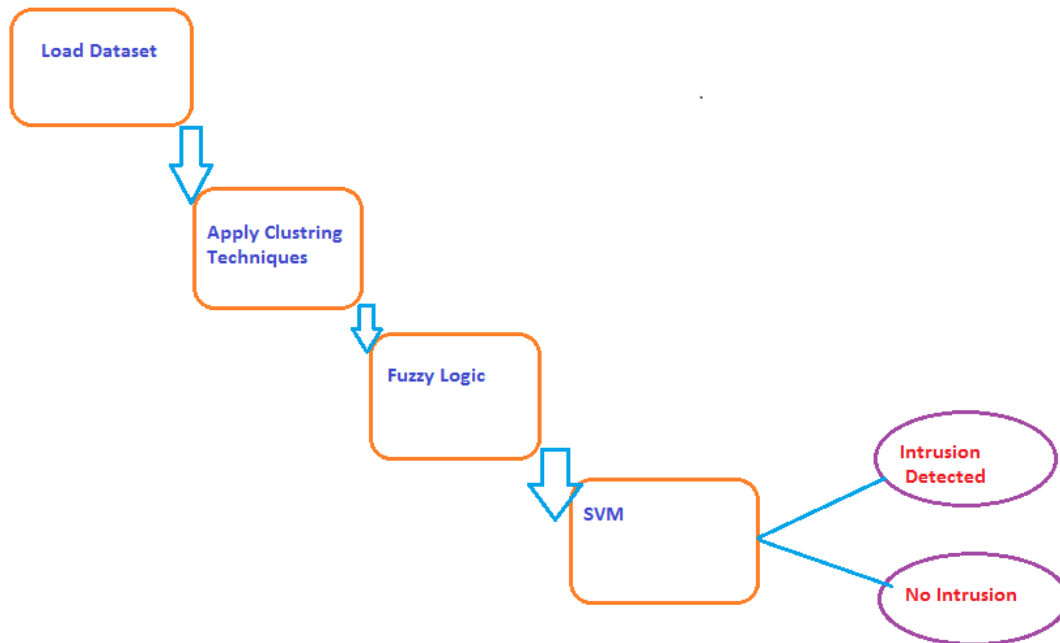 Load Dataset
Apply Clustring
Techniques
Fuzzy Logic
SVM
Intrusion
Detected
No Intrusion